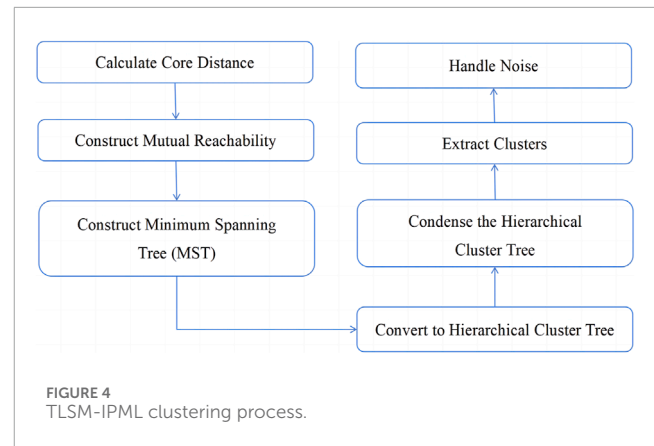 Calculate Core Distance
Construct Mutual Reachability
Construct Minimum Spanning
Tree (MST)
Convert to Hierarchical Cluster Tree
Condense the Hierarchical
Cluster Tree
Extract Clusters
Handle Noise
FIGURE 4
TLSM-IPML clustering process.